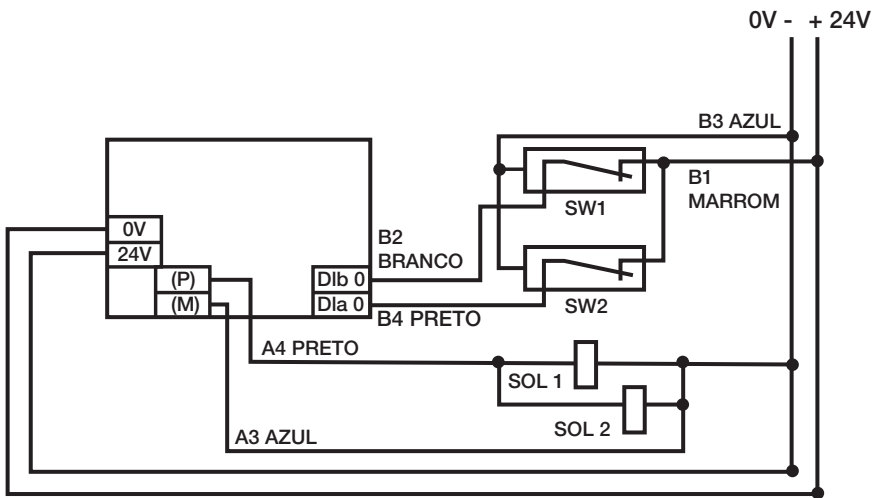 0V - + 24V
B3 AZUL
B1
MARROM
SW1
0V
24V
B2
BRANCO
(P)
DIb 0
SW2
(M)
DIa 0
B4 PRETO
A4 PRETO
SOL 1
SOL 2
A3 AZUL